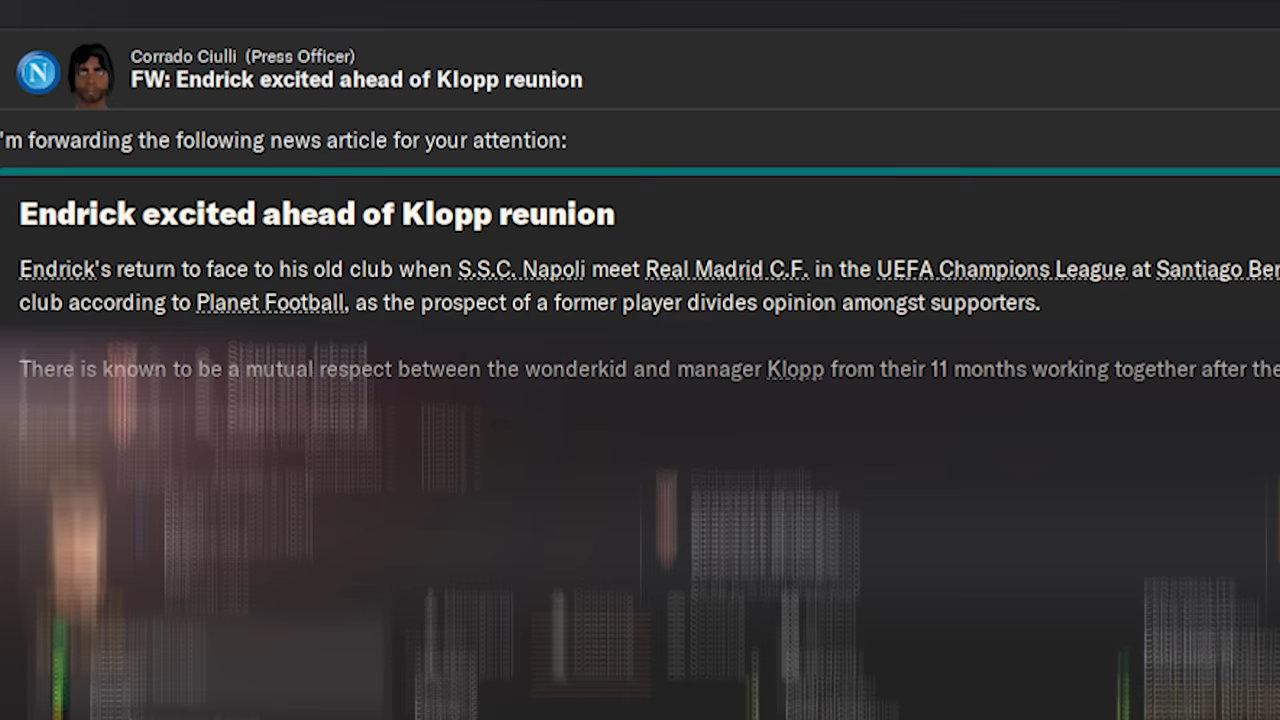 N
Corrado Ciulli (Press Officer)
FW: Endrick excited ahead of Klopp reunion
'm forwarding the following news article for your attention:
Endrick excited ahead of Klopp reunion
Endrick's return to face to his old club when S.S.C. Napoli meet Real Madrid C.F. in the UEFA Champions League at Santiago Ber
club according to Planet Football, as the prospect of a former player divides opinion amongst supporters.
There is known to be a mutual respect between the wonderkid and manager Klopp from their 11 months working together after the